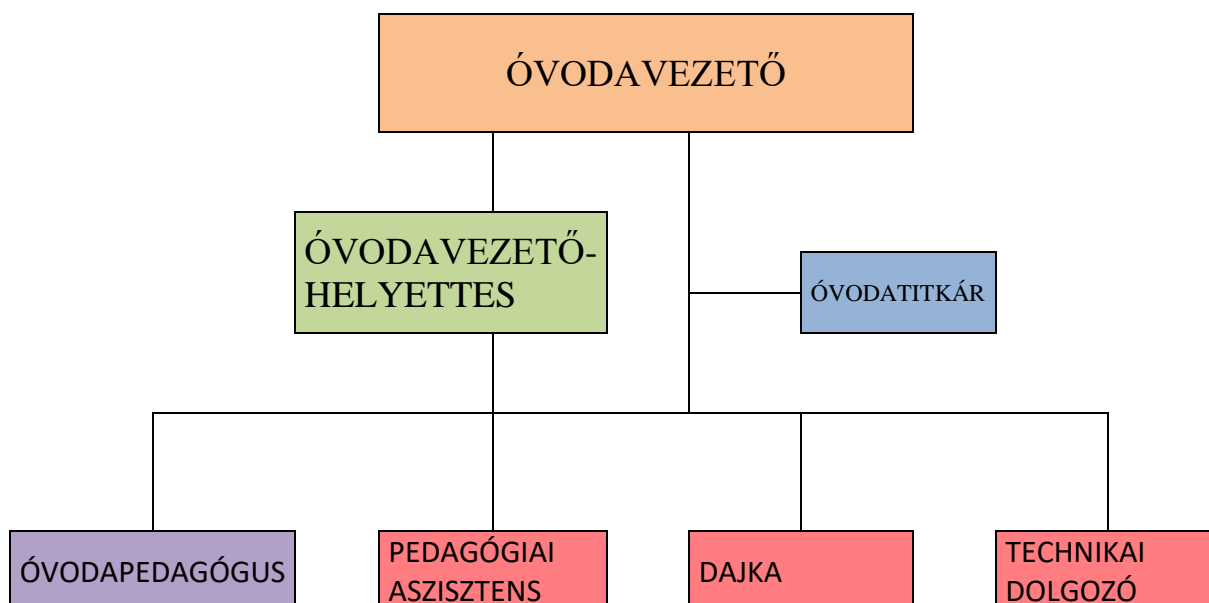 ÓVODAVEZETŐ
ÓVODAVEZETŐ-
HELYETTES
ÓVODATITKÁR
ÓVODAPEDAGÓGUS
PEDAGÓGIAI
ASZISZTENS
DAJKA
TECHNIKAI
DOLGOZÓ